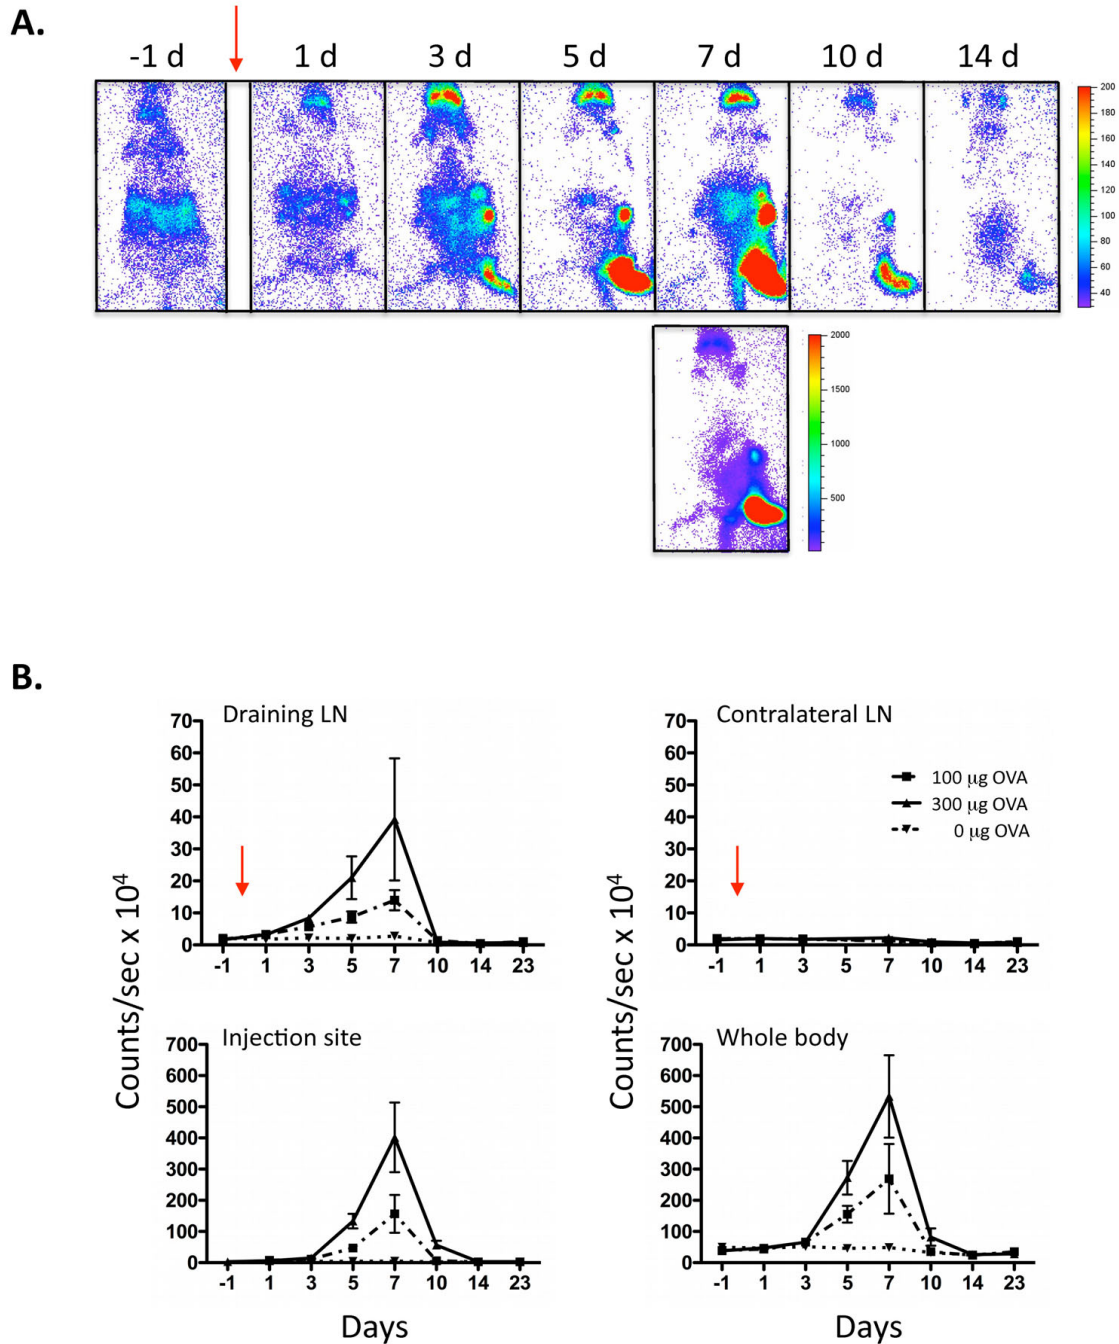 A.
-1 d 1 d 3 d 5 d 7 d 10 d 14 d
200
180
160
140
120
100
80
60
40
2000
1500
1000
500
B.
Draining LN
70
60
50
40
30
20
10
0
-1 1 3 5 7 10 14 23
Contralateral LN
70
60
50
40
30
20
10
0
100 µg OVA
300 µg OVA
0 µg OVA
-1 1 3 5 7 10 14 23
Counts/sec x 10⁴
Counts/sec x 10⁴
Injection site
700
600
500
400
300
200
100
0
-1 1 3 5 7 10 14 23
Days
Whole body
700
600
500
400
300
200
100
0
-1 1 3 5 7 10 14 23
Days